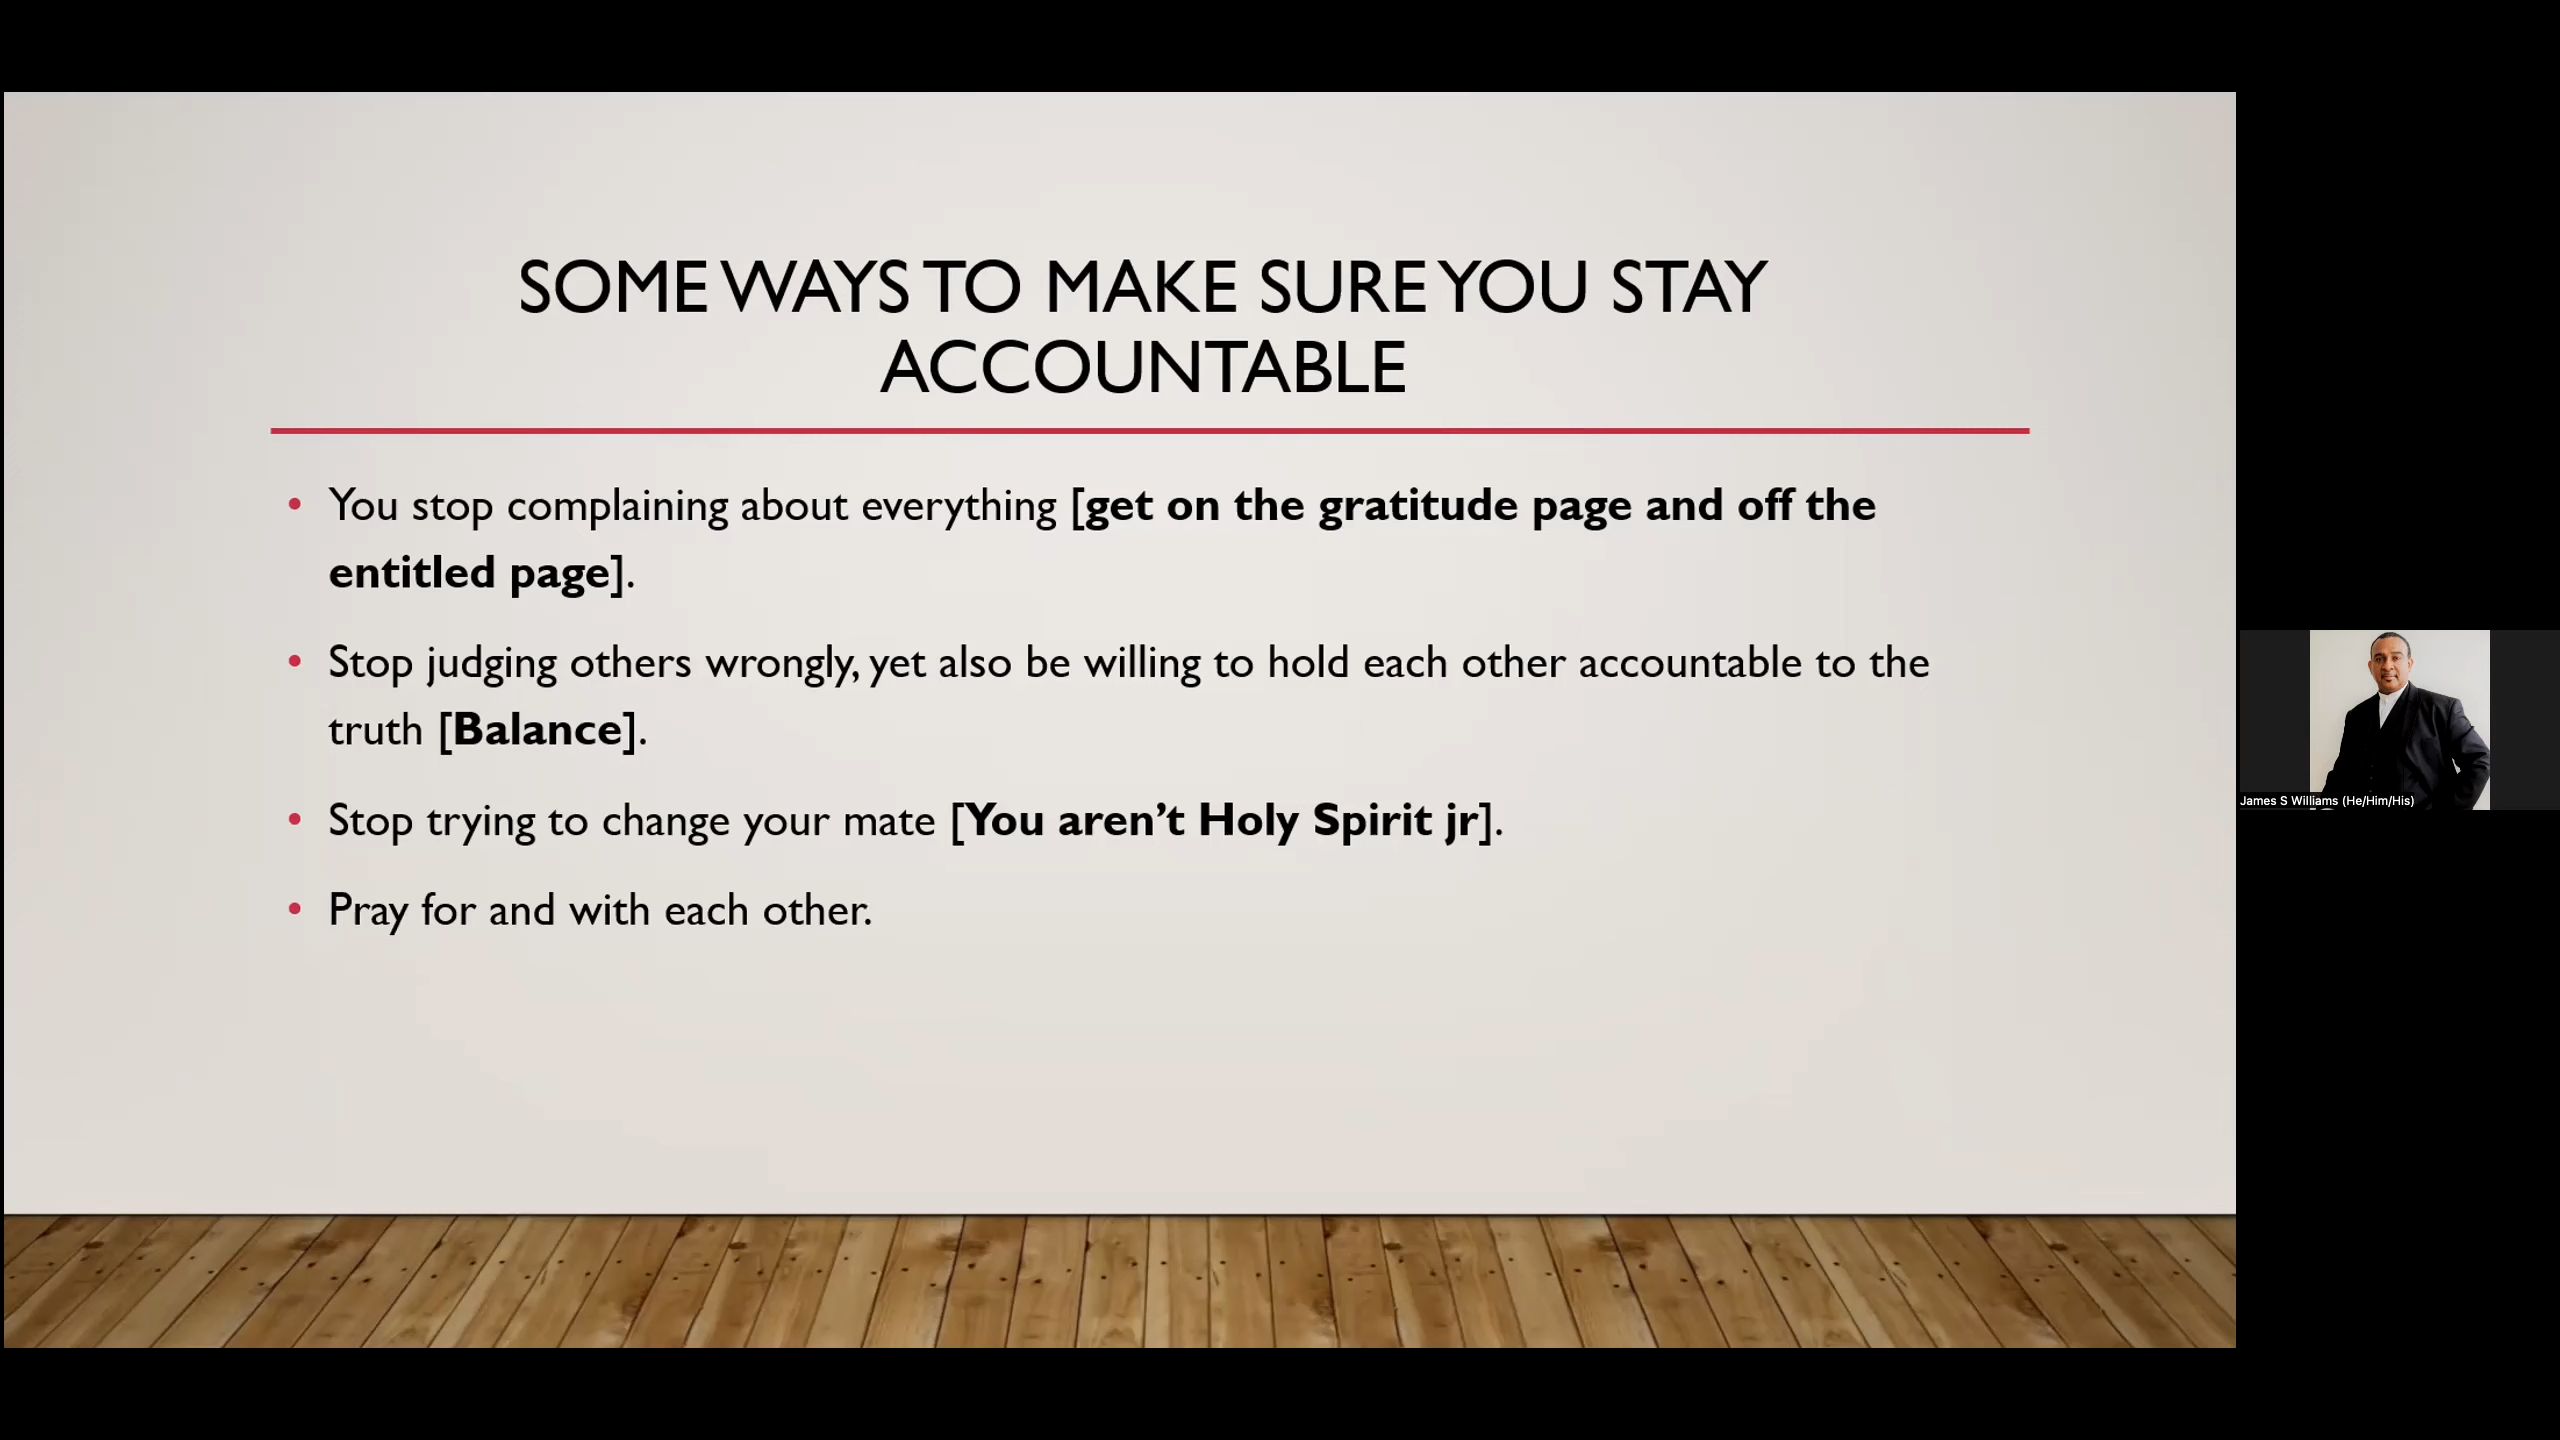 SOME WAYS TO MAKE SURE YOU STAY
ACCOUNTABLE
• You stop complaining about everything [get on the gratitude page and off the
entitled page].
• Stop judging others wrongly, yet also be willing to hold each other accountable to the
truth [Balance].
• Stop trying to change your mate [You aren’t Holy Spirit jr].
• Pray for and with each other.
James S Williams (He/Him/His)